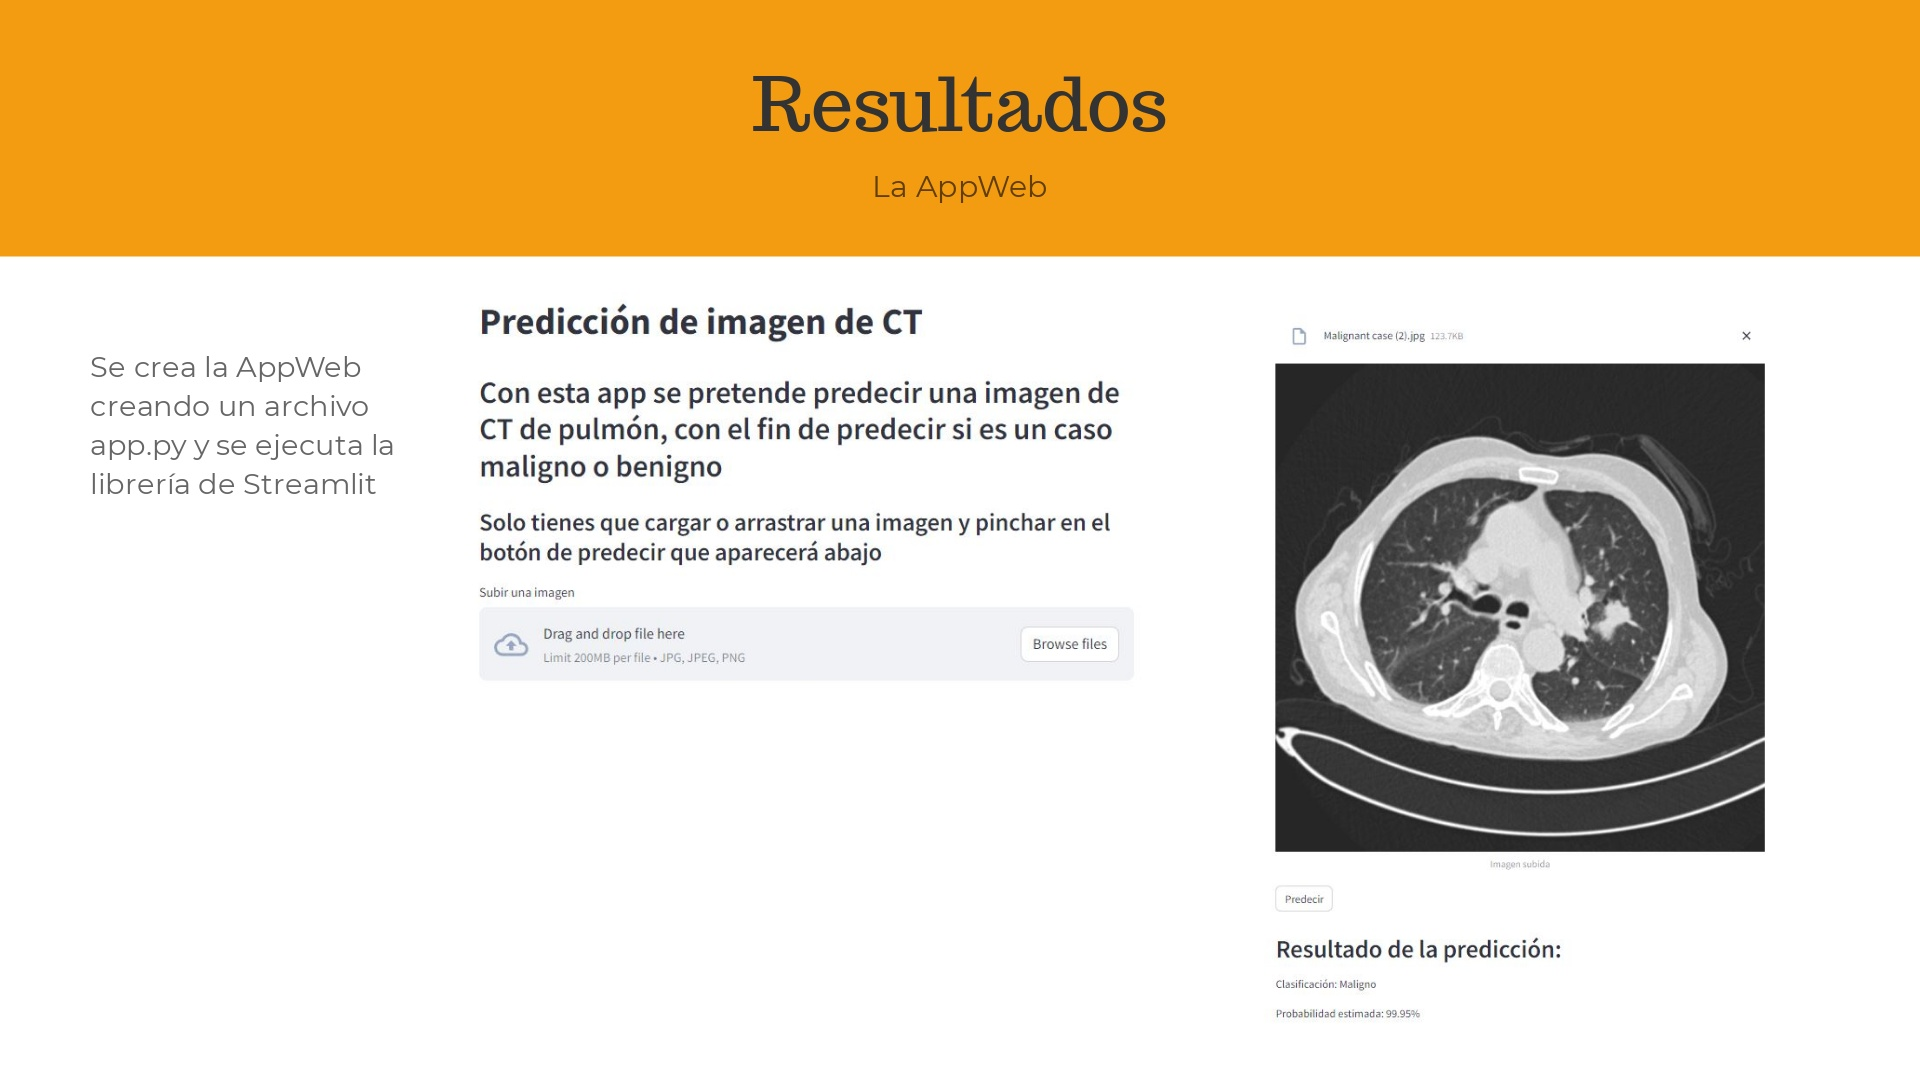 Resultados
La AppWeb
Se crea la AppWeb
creando un archivo
app.py y se ejecuta la
librería de Streamlit
Predicción de imagen de CT
Con esta app se pretende predecir una imagen de
CT de pulmón, con el fin de predecir si es un caso
maligno o benigno
Solo tienes que cargar o arrastrar una imagen y pinchar en el
botón de predecir que aparecerá abajo
Subir una imagen
Drag and drop file here
Limit 200MB per file • JPG, JPEG, PNG
Browse files
Malignant case (2).jpg 123.7KB
Imagen subida
Predecir
Resultado de la predicción:
Clasificación: Maligno
Probabilidad estimada: 99.95%